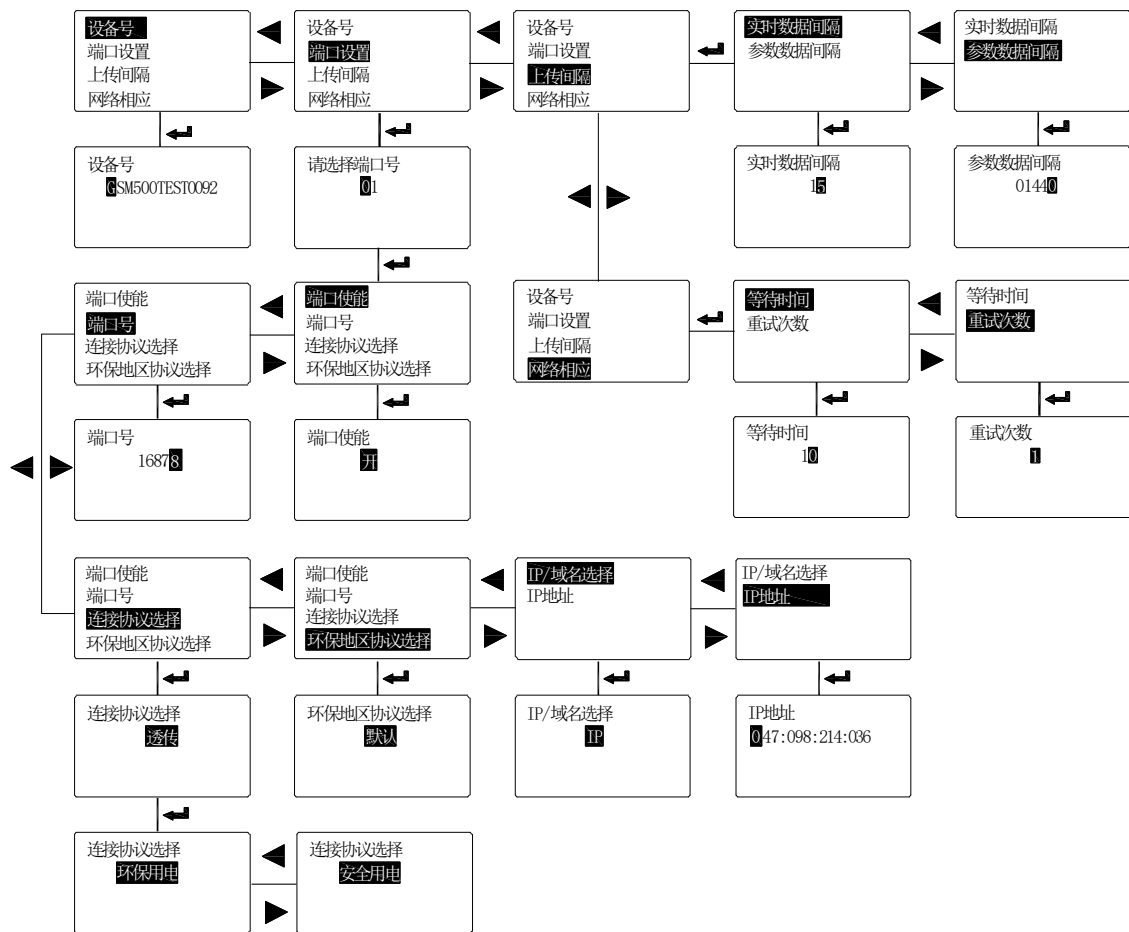 设备号
端口设置
上传间隔
网络相应
设备号
端口设置
上传间隔
网络相应
设备号
端口设置
上传间隔
网络相应
实时数据间隔
参数数据间隔
实时数据间隔
参数数据间隔
设备号
GSM500TEST0092
请选择端口号
01
实时数据间隔
15
参数数据间隔
01440
端口使能
端口号
连接协议选择
环保地区协议选择
端口使能
端口号
连接协议选择
环保地区协议选择
设备号
端口设置
上传间隔
网络相应
等待时间
重试次数
等待时间
重试次数
端口号
16878
端口使能
开
等待时间
10
重试次数
1
端口使能
端口号
连接协议选择
环保地区协议选择
端口使能
端口号
连接协议选择
环保地区协议选择
IP/域名选择
IP地址
IP/域名选择
IP地址
连接协议选择
透传
环保地区协议选择
默认
IP/域名选择
IP
IP地址
047:098:214:036
连接协议选择
环保用电
连接协议选择
安全用电